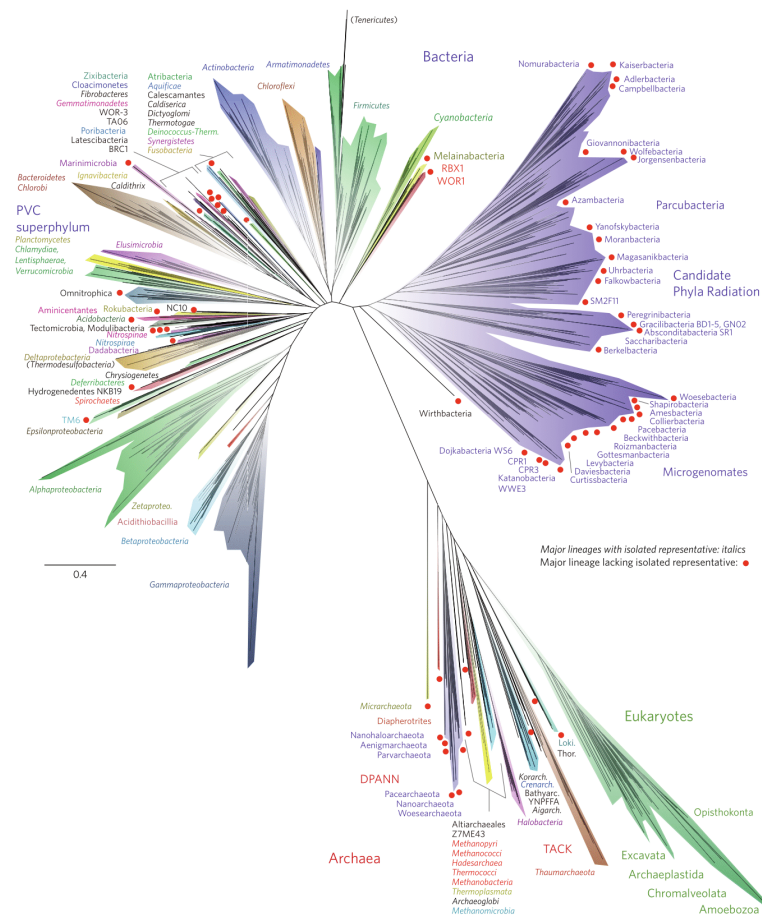 (Tenericutes)
Bacteria
Zixibacteria
Cloacimonetes
Fibrobacteres
Gemmatimonadetes
WOR-3
TA06
Poribacteria
Latescibacteria
BRC1
Atribacteria
Aquificae
Calescamantes
Caldiserica
Dictyoglomi
Thermotogae
Deinococcus-Therm.
Synergistetes
Fusobacteria
Actinobacteria
Armatimonadetes
Chloroflexi
Firmicutes
Cyanobacteria
Melainabacteria
RBX1
WOR1
Nomurabacteria
Kaiserbacteria
Adlerbacteria
Campbellbacteria
Giovannonibacteria
Wolfebacteria
Jorgensenbacteria
Azambacteria
Parcubacteria
Yanofskybacteria
Moranbacteria
Magasanikbacteria
Uhrbacteria
Falkowbacteria
Candidate
Phyla Radiation
SM2F11
Peregrinibacteria
Gracilibacteria BD1-5, GN02
Absconditabacteria SR1
Saccharibacteria
Berkelbacteria
Marinimicrobia
Ignavibacteria
Bacteroidetes
Chlorobi
Caldithrix
PVC
superphylum
Planctomycetes
Chlamydiae,
Lentisphaerae,
Verrucomicrobia
Elusimicrobia
Omnitrophica
Aminicentantes
Rokubacteria
NC10
Acidobacteria
Tectomicrobia, Modulibacteria
Nitrospinae
Nitrospirae
Dadabacteria
Deltaprotebacteria
(Thermodesulfobacteria)
Chrysiogenetes
Deferribacteres
Hydrogenedentes NKB19
Spirochaetes
TM6
Epsilonproteobacteria
Alphaproteobacteria
Zetaproteo.
Acidithiobacillia
Betaproteobacteria
Gammaproteobacteria
0.4
Wirthbacteria
Woesebacteria
Shapirobacteria
Amesbacteria
Collierbacteria
Pacebacteria
Beckwithbacteria
Roizmanbacteria
Gottesmanbacteria
Levybacteria
Daviesbacteria
Curtissbacteria
Microgenomates
Dojkabacteria WS6
CPR1
CPR3
Katanobacteria
WWE3
Major lineages with isolated representative: italics
Major lineage lacking isolated representative:
Micrarchaeota
Diapherotrites
Nanohaloarchaeota
Aenigmarchaeota
Parvarchaeota
DPANN
Pacearchaeota
Nanoarchaeota
Woesearchaeota
Archaea
Altiarchaeales
Z7ME43
Methanopyri
Methanococci
Hadesarchaea
Thermococci
Methanobacteria
Thermoplasmata
Archaeoglobi
Methanomicrobia
Halobacteria
Korarch.
Crenarch.
Bathyarc.
YNPFFA
Aigarch.
TACK
Thaumarchaeota
Loki.
Thor.
Eukaryotes
Opisthokonta
Excavata
Archaeplastida
Chromalveolata
Amoebozoa